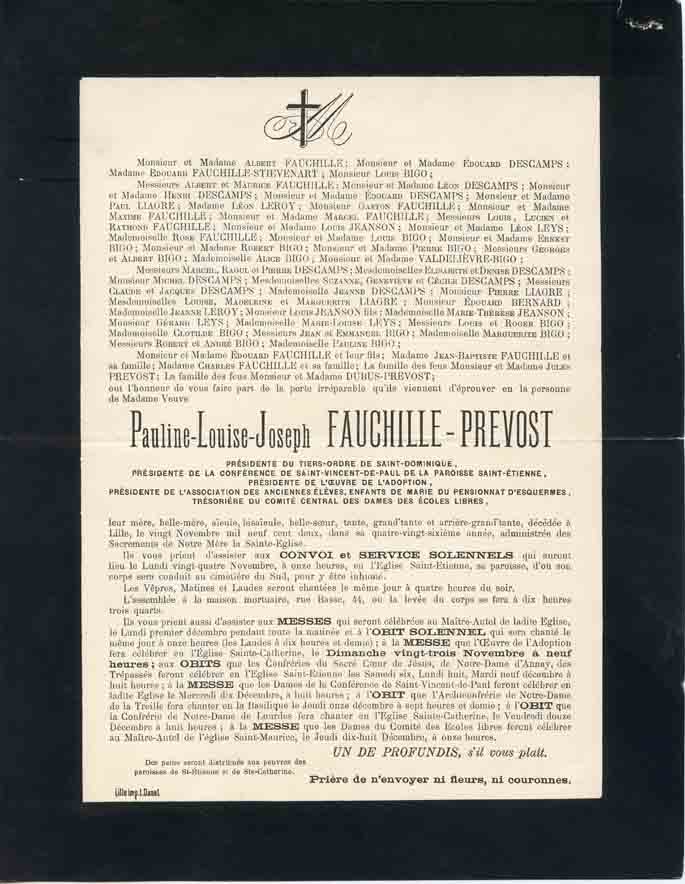 Monsieur et Madame ALBERT FAUCHILLE; Monsieur et Madame ÉDOUARD DESCAMPS;
Madame EDOUARD FAUCHILLE-STIEVENART; Monsieur LOUIS BIGO;
Messieurs ALBERT et MAURICE FAUCHILLE; Monsieur et Madame LÉON DESCAMPS; Monsieur
et Madame HENRI DESCAMPS; Monsieur et Madame ÉDOUARD DESCAMPS; Monsieur et Madame
PAUL LIAGRE; Madame LÉON LEROY; Monsieur GASTON FAUCHILLE; Monsieur et Madame
MAXIME FAUCHILLE; Monsieur et Madame MARCEL FAUCHILLE; Messieurs LOUIS, LUCIEN et
RAYMOND FAUCHILLE; Monsieur et Madame LOUIS JEANSON; Monsieur et Madame LÉON LEYS;
Mademoiselle ROSE FAUCHILLE; Monsieur et Madame LOUIS BIGO; Monsieur et Madame ERNEST
BIGO; Monsieur et Madame ROBERT BIGO; Monsieur et Madame PIERRE BIGO; Messieurs GEORGES
et ALBERT BIGO; Mademoiselle ALICE BIGO; Monsieur et Madame VALDELIÈVRE-BIGO;
Messieurs MARCEL, RAOUL et PIERRE DESCAMPS; Mesdemoiselles ELISABETH et DENISE DESCAMPS;
Monsieur MICHEL DESCAMPS; Mesdemoiselles SUZANNE, GENEVIÈVE et CÉCILE DESCAMPS; Messieurs
CLAUDE et JACQUES DESCAMPS; Mademoiselle JEANNE DESCAMPS; Monsieur PIERRE LIAGRE;
Mesdemoiselles LOUISE, MADELEINE et MARGUERITE LIAGRE; Monsieur ÉDOUARD BERNARD;
Mademoiselle JEANNE LEROY; Monsieur LOUIS JEANSON fils; Mademoiselle MARIE-THÉRÈSE JEANSON;
Monsieur GÉRARD LEYS; Mademoiselle MARIE-LOUISE LEYS; Messieurs LOUIS et ROGER BIGO;
Mademoiselle CLOTILDE BIGO; Messieurs JEAN et EMMANUEL BIGO; Mademoiselle MARGUERITE BIGO;
Messieurs ROBERT et ANDRÉ BIGO; Mademoiselle PAULINE BIGO;
Monsieur et Madame ÉDOUARD FAUCHILLE et leur fils; Madame JEAN-BAPTISTE FAUCHILLE et
sa famille; Madame CHARLES FAUCHILLE et sa famille; La famille des feus Monsieur et Madame JULES
PREVOST; La famille des feus Monsieur et Madame DUBUS-PREVOST;
ont l'honneur de vous faire part de la perte irréparable qu'ils viennent d'éprouver en la personne
de Madame Veuve
Pauline-Louise-Joseph FAUCHILLE-PREVOST
PRÉSIDENTE DU TIERS-ORDRE DE SAINT-DOMINIQUE,
PRÉSIDENTE DE LA CONFÉRENCE DE SAINT-VINCENT-DE-PAUL DE LA PAROISSE SAINT-ÉTIENNE,
PRÉSIDENTE DE L'ŒUVRE DE L'ADOPTION,
PRÉSIDENTE DE L'ASSOCIATION DES ANCIENNES ÉLÈVES, ENFANTS DE MARIE DU PENSIONNAT D'ESQUERMES,
TRÉSORIÈRE DU COMITÉ CENTRAL DES DAMES DES ÉCOLES LIBRES,
leur mère, belle-mère, aïeule, bisaïeule, belle-sœur, tante, grand'tante et arrière-grand'tante, décédée à
Lille, le vingt Novembre mil neuf cent deux, dans sa quatre-vingt-sixième année, administrée des
Sacrements de Notre Mère la Sainte-Eglise.
Ils vous prient d'assister aux CONVOI et SERVICE SOLENNELS qui auront
lieu le Lundi vingt-quatre Novembre, à onze heures, en l'Eglise Saint-Etienne, sa paroisse, d'où son
corps sera conduit au cimetière du Sud, pour y être inhumé.
Les Vêpres, Matines et Laudes seront chantées le même jour à quatre heures du soir.
L'assemblée à la maison mortuaire, rue Basse, 44, où la levée du corps se fera à dix heures
trois quarts.
Ils vous prient aussi d'assister aux MESSES qui seront célébrées au Maître-Autel de ladite Eglise,
le Lundi premier décembre pendant toute la matinée et à l'OBIT SOLENNEL qui sera chanté le
même jour à onze heures (les Laudes à dix heures et demie); à la MESSE que l'Œuvre de l'Adoption
fera célébrer en l'Église Sainte-Catherine, le Dimanche vingt-trois Novembre à neuf
heures; aux OBITS que les Confréries du Sacré Cœur de Jésus, de Notre-Dame d'Annay, des
Trépassés feront célébrer en l'Eglise Saint-Etienne les Samedi six, Lundi huit, Mardi neuf décembre à
huit heures; à la MESSE que les Dames de la Conférence de Saint-Vincent-de-Paul feront célébrer en
ladite Eglise le Mercredi dix Décembre, à huit heures; à l'OBIT que l'Archiconfrérie de Notre-Dame
de la Treille fera chanter en la Basilique le Jeudi onze décembre à sept heures et demie; à l'OBIT que
la Confrérie de Notre-Dame de Lourdes fera chanter en l'Eglise Sainte-Catherine, le Vendredi douze
Décembre à huit heures; à la MESSE que les Dames du Comité des Ecoles libres feront célébrer
au Maître-Autel de l'église Saint-Maurice, le Jeudi dix-huit Décembre, à onze heures.
UN DE PROFUNDIS, s'il vous plaît.
Des pains seront distribués aux pauvres des
paroisses de St-Étienne et de Ste-Catherine.
Prière de n'envoyer ni fleurs, ni couronnes.
Lille imp. L. Danel